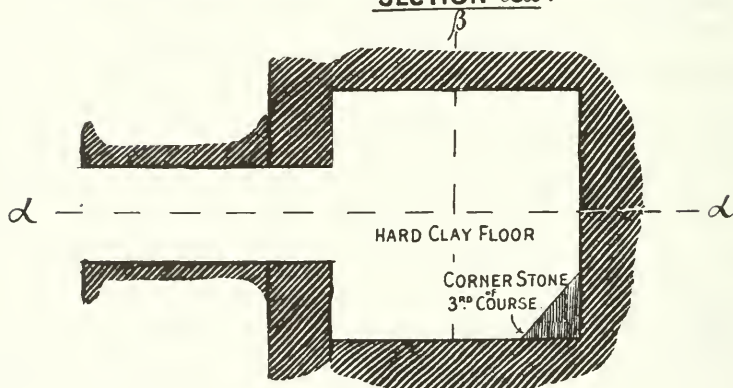 SECTION
β
α α
HARD CLAY FLOOR
CORNER STONE
OF
3RD COURSE